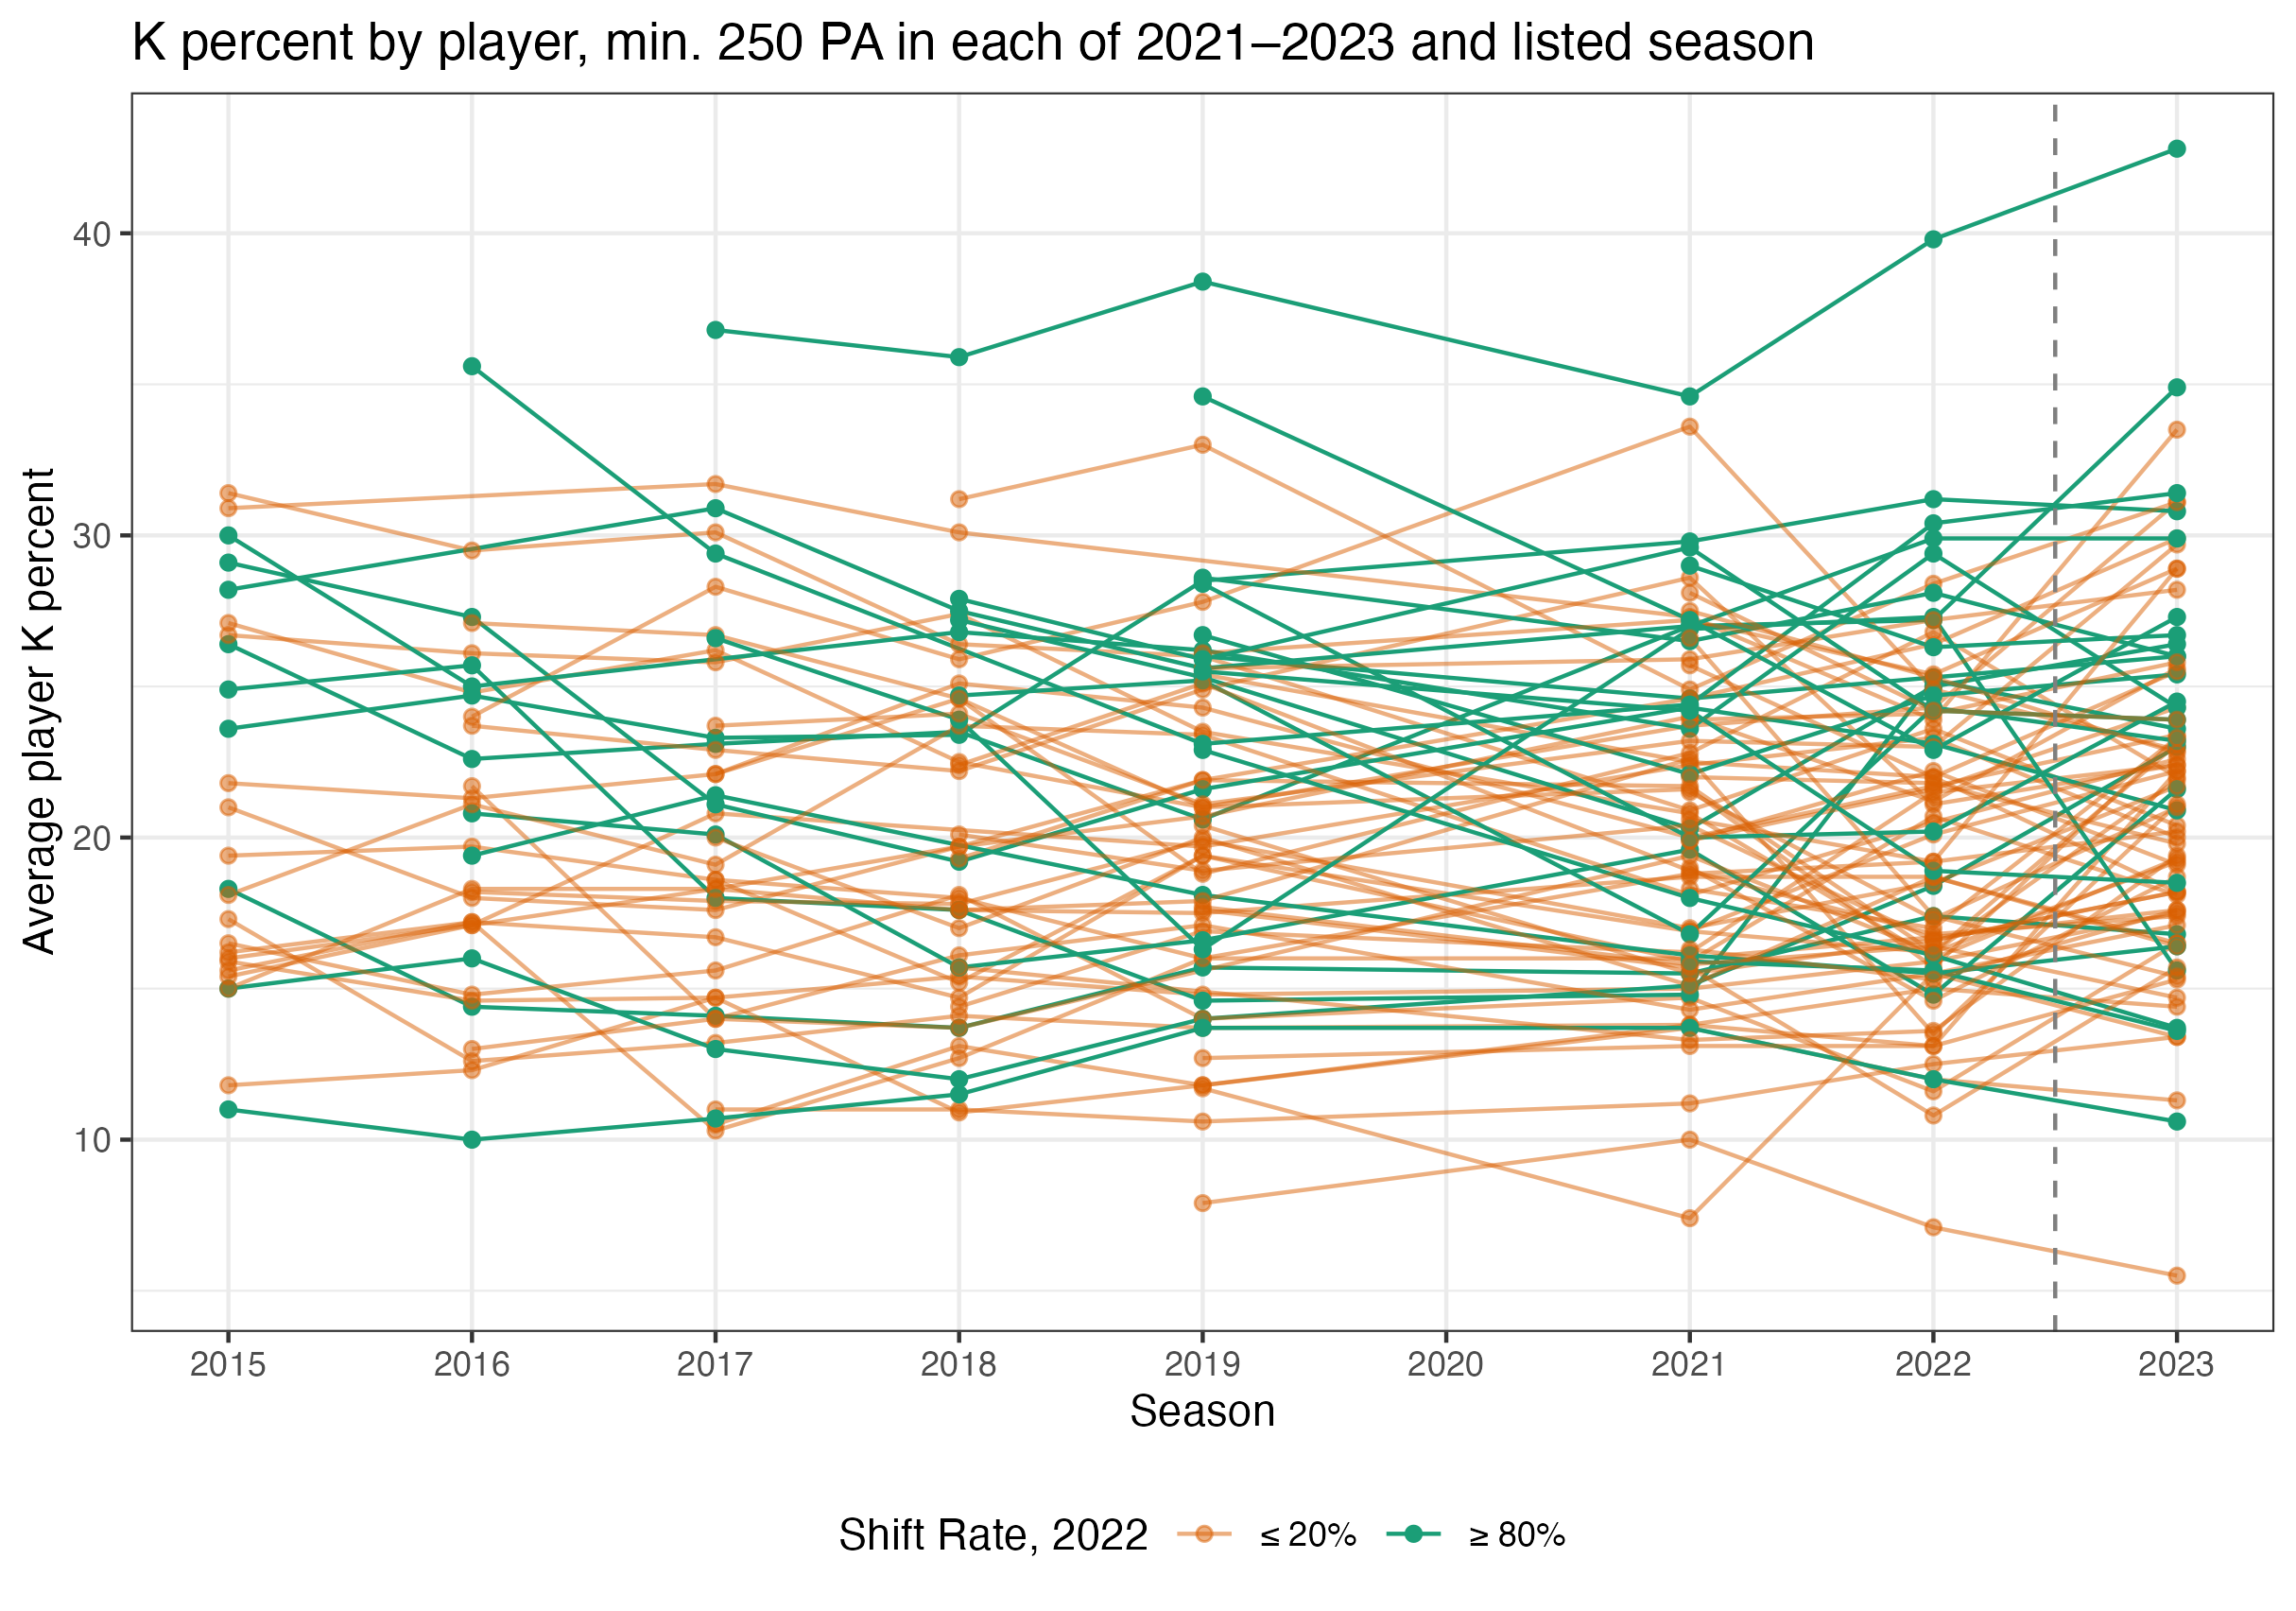 K percent by player, min. 250 PA in each of 2021–2023 and listed season
Average player K percent
40
30
20
10
2015 2016 2017 2018 2019 2020 2021 2022 2023
Season
Shift Rate, 2022 ≤ 20% ≥ 80%